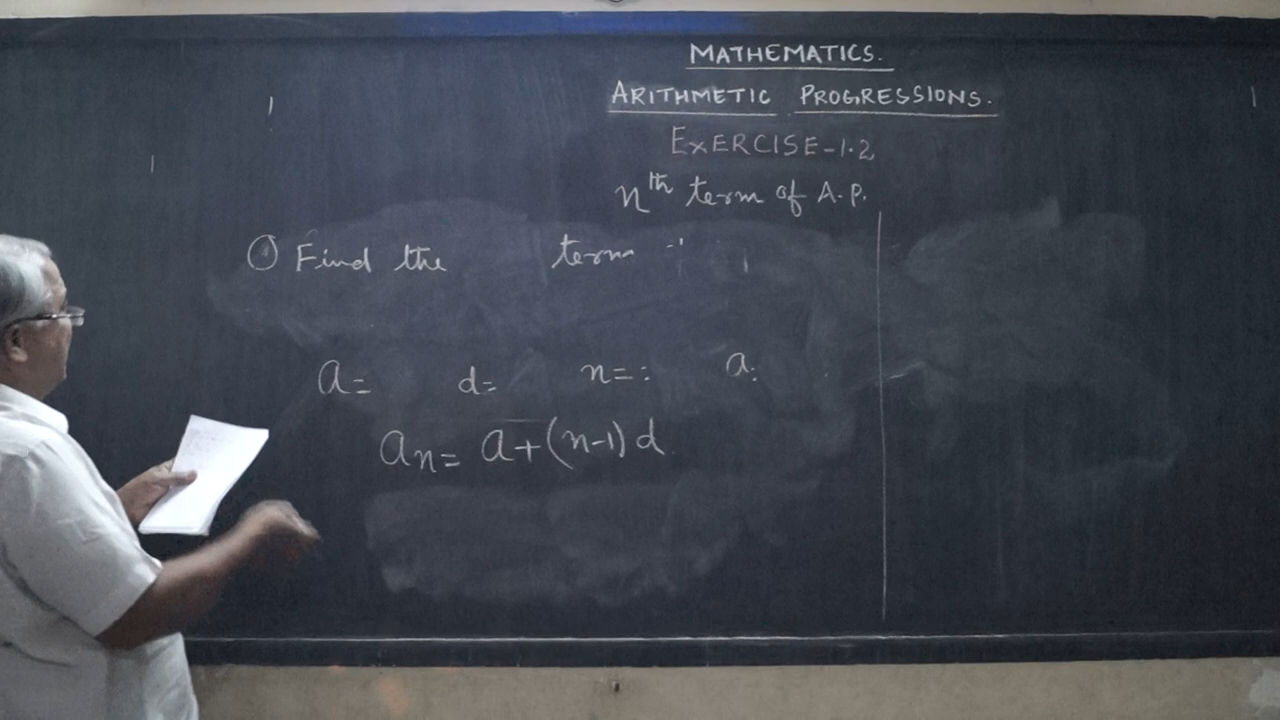 MATHEMATICS.
ARITHMETIC PROGRESSIONS.
EXERCISE-1.2
nth term of A.P.
① Find the term
a= d= n=: a:
an= a+(n-1)d.